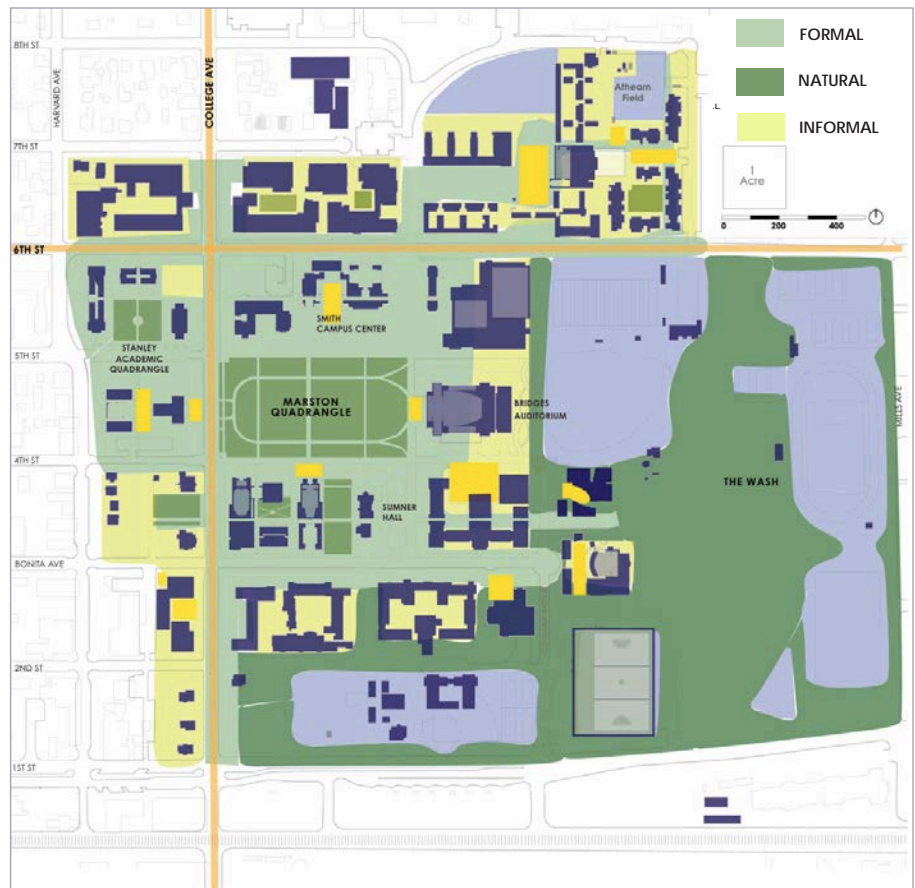 8TH ST
HARVARD AVE
COLLEGE AVE
FORMAL
NATURAL
INFORMAL
Athearn
Field
7TH ST
1
Acre
0 200 400
6TH ST
SMITH
CAMPUS CENTER
STANLEY
ACADEMIC
QUADRANGLE
5TH ST
MARSTON
QUADRANGLE
BRIDGES
AUDITORIUM
MILLS AVE
4TH ST
THE WASH
SUMNER
HALL
BONITA AVE
2ND ST
1ST ST